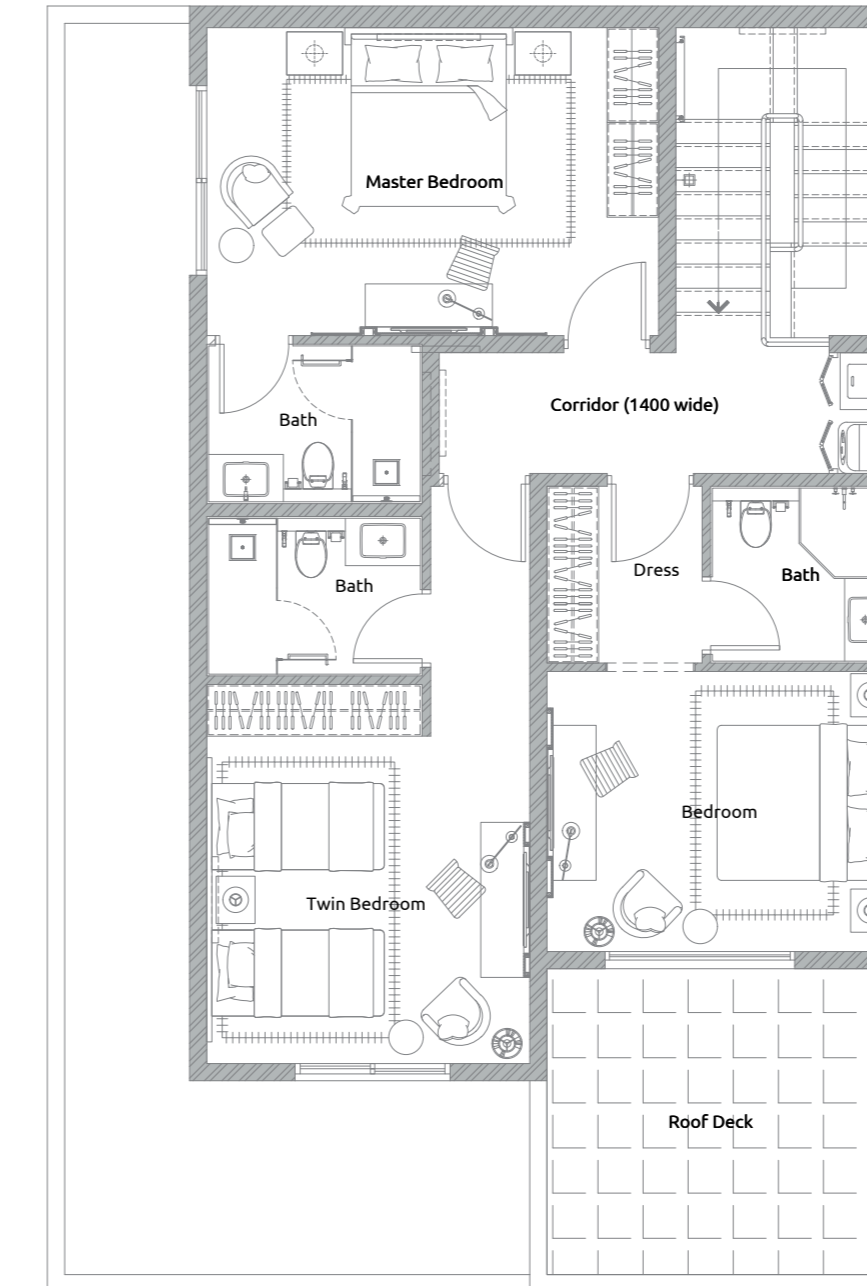 Master Bedroom
Corridor (1400 wide)
Bath
Dress
Bath
Bath
Bedroom
Twin Bedroom
Roof Deck